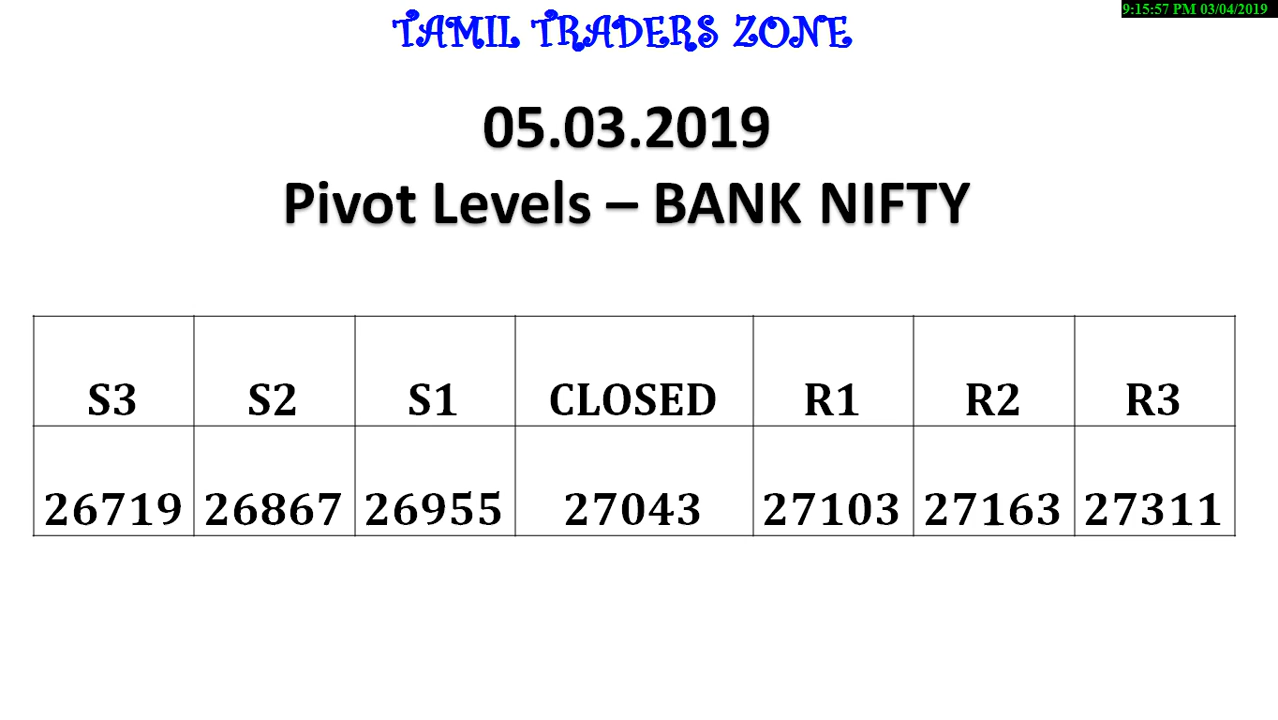 9:15:57 PM 03/04/2019
TAMIL TRADERS ZONE
05.03.2019
Pivot Levels – BANK NIFTY
S3 S2 S1 CLOSED R1 R2 R3
26719 26867 26955 27043 27103 27163 27311